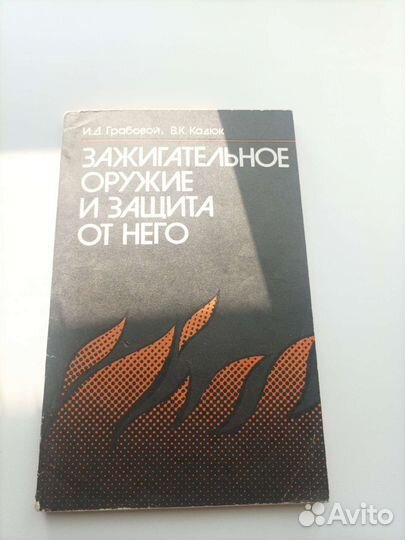 И.Д. Грабовой, В.К. Кадюк
ЗАЖИГАТЕЛЬНОЕ
ОРУЖИЕ
И ЗАЩИТА
ОТ НЕГО
Avito